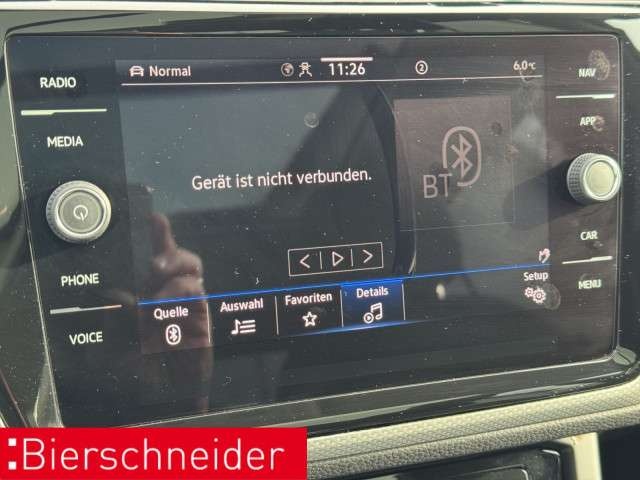 Normal 11:26 2 6.0°C
RADIO
MEDIA
PHONE
VOICE
Gerät ist nicht verbunden.
BT
Quelle Auswahl Favoriten Details Setup
NAV
APP
CAR
MENU
Bierschneider